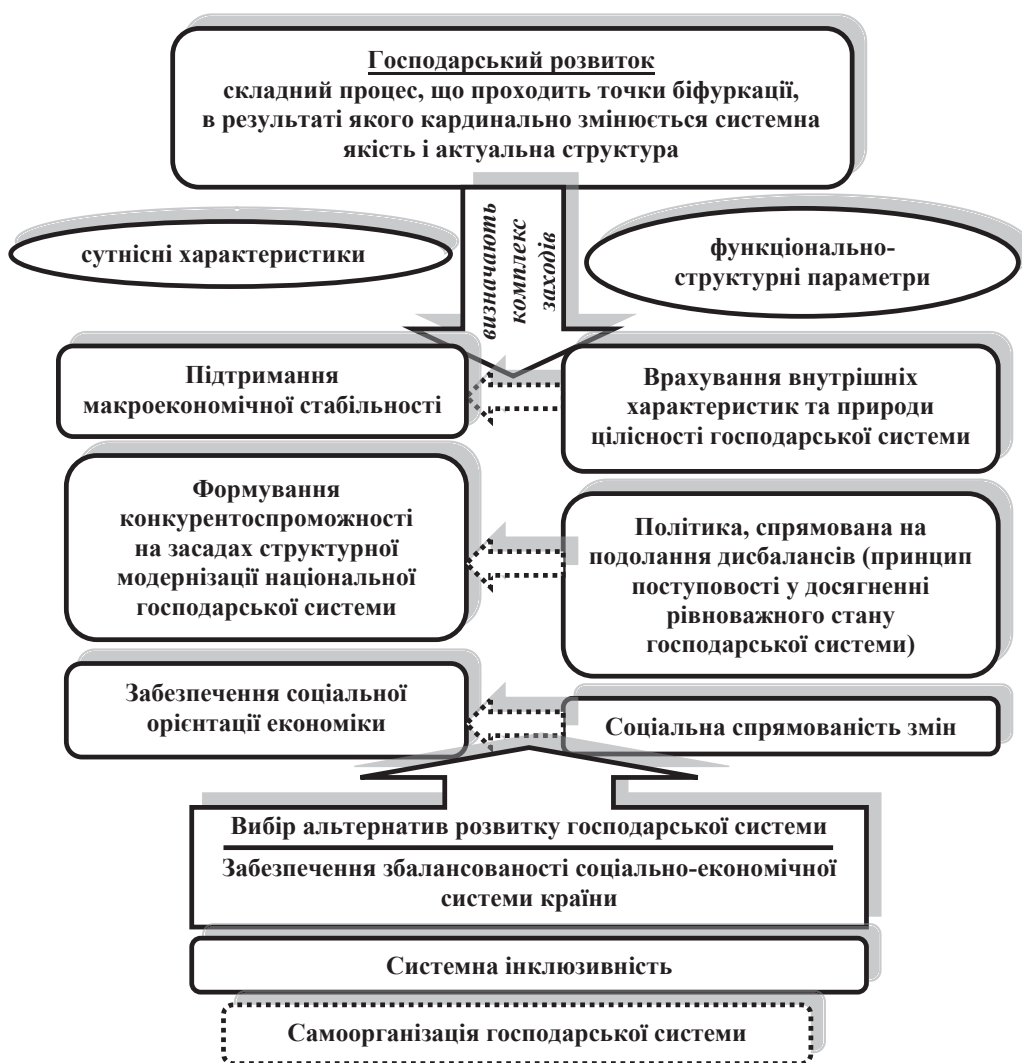 Господарський розвиток
складний процес, що проходить точки біфуркації,
в результаті якого кардинально змінюється системна
якість і актуальна структура
сутнісні характеристики
визначають
комплекс
заходів
функціонально-
структурні параметри
Підтримання
макроекономічної стабільності
Врахування внутрішніх
характеристик та природи
цілісності господарської системи
Формування
конкурентоспроможності
на засадах структурної
модернізації національної
господарської системи
Політика, спрямована на
подолання дисбалансів (принцип
поступовості у досягненні
рівноважного стану
господарської системи)
Забезпечення соціальної
орієнтації економіки
Соціальна спрямованість змін
Вибір альтернатив розвитку господарської системи
Забезпечення збалансованості соціально-економічної
системи країни
Системна інклюзивність
Самоорганізація господарської системи